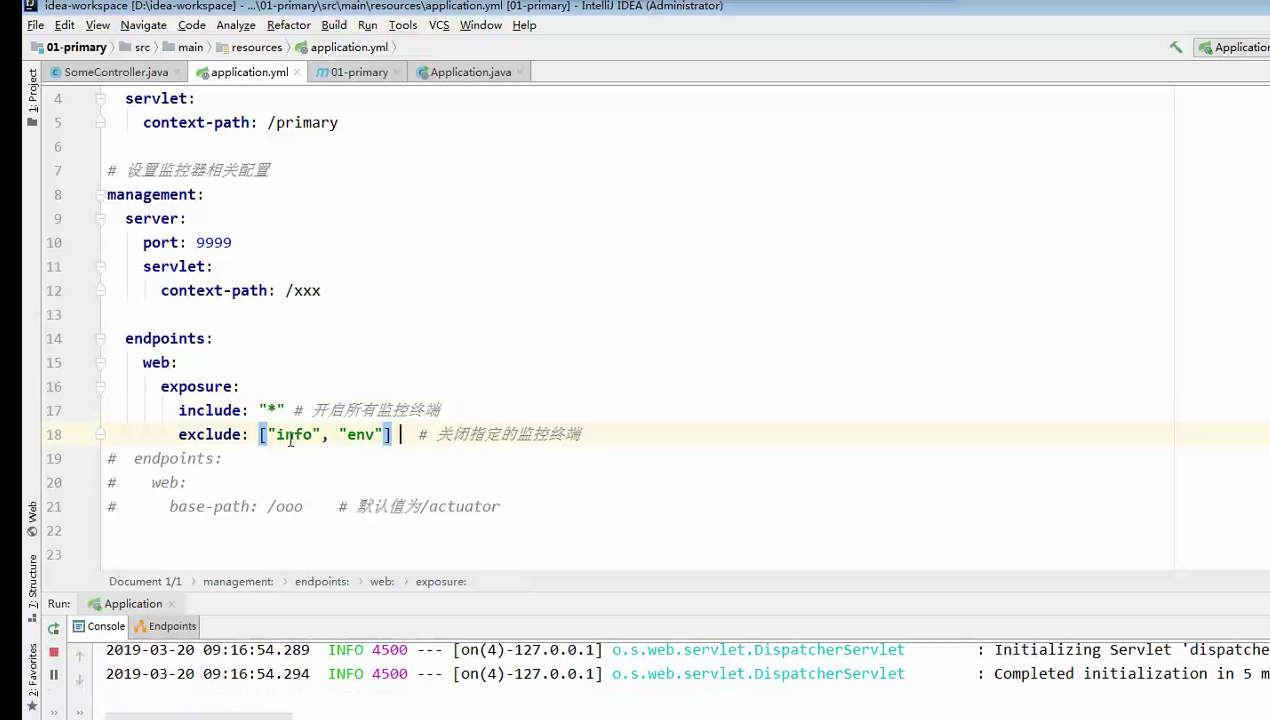 idea-workspace [D:\idea-workspace] - ...\01-primary\src\main\resources\application.yml [01-primary] - IntelliJ IDEA (Administrator)
File Edit View Navigate Code Analyze Refactor Build Run Tools VCS Window Help
01-primary src main resources application.yml Application
SomeController.java application.yml 01-primary Application.java
1: Project
4 servlet:
5 context-path: /primary
6
7 # 设置监控器相关配置
8 management:
9 server:
10 port: 9999
11 servlet:
12 context-path: /xxx
13
14 endpoints:
15 web:
16 exposure:
17 include: "*" # 开启所有监控终端
18 exclude: ["info", "env"] # 关闭指定的监控终端
19 # endpoints:
20 # web:
21 # base-path: /ooo # 默认值为/actuator
22
23
Web
7: Structure
2: Favorites
Document 1/1 management: endpoints: web: exposure:
Run: Application
Console Endpoints
2019-03-20 09:16:54.289 INFO 4500 --- [on(4)-127.0.0.1] o.s.web.servlet.DispatcherServlet : Initializing Servlet 'dispatche
2019-03-20 09:16:54.294 INFO 4500 --- [on(4)-127.0.0.1] o.s.web.servlet.DispatcherServlet : Completed initialization in 5 m